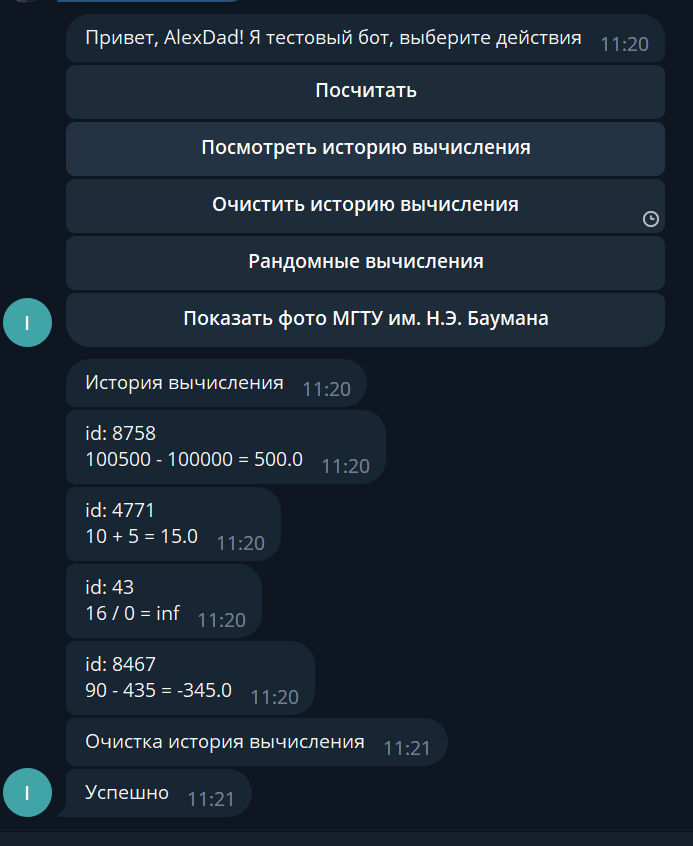 Привет, AlexDad! Я тестовый бот, выберите действия 11:20
Посчитать
Посмотреть историю вычисления
Очистить историю вычисления
Рандомные вычисления
Показать фото МГТУ им. Н.Э. Баумана
I
История вычисления 11:20
id: 8758
100500 - 100000 = 500.0 11:20
id: 4771
10 + 5 = 15.0 11:20
id: 43
16 / 0 = inf 11:20
id: 8467
90 - 435 = -345.0 11:20
Очистка история вычисления 11:21
I
Успешно 11:21